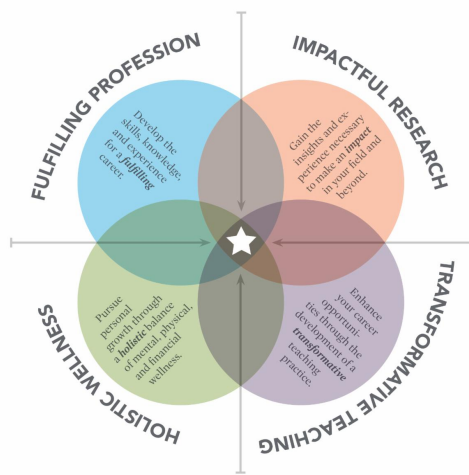 FULFILLING PROFESSION
Develop the
skills, knowledge,
and experience
for a fulfilling
career.
IMPACTFUL RESEARCH
Gain the
insights and ex-
perience necessary
to make an impact
in your field and
beyond.
HOLISTIC WELLNESS
Pursue
personal
growth through
a holistic balance
of mental, physical,
and financial
wellness.
TRANSFORMATIVE TEACHING
Enhance
your career
opportuni-
ties through the
development of a
transformative
teaching
practice.